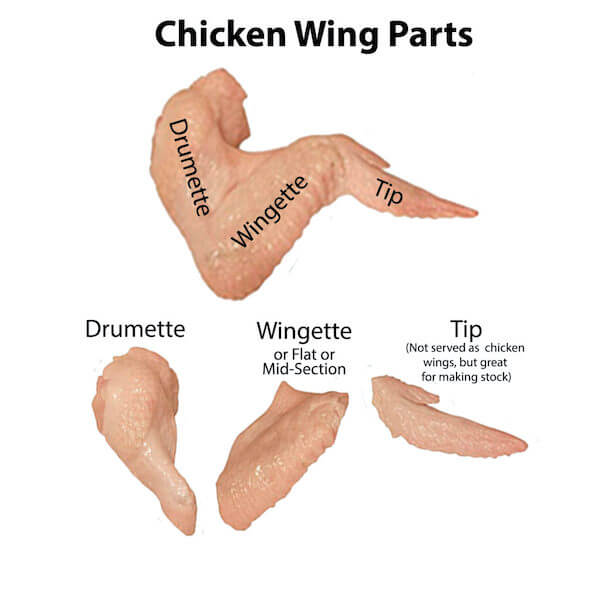 Chicken Wing Parts
Drumette
Wingette
Tip
Drumette
Wingette
or Flat or
Mid-Section
Tip
(Not served as chicken
wings, but great
for making stock)